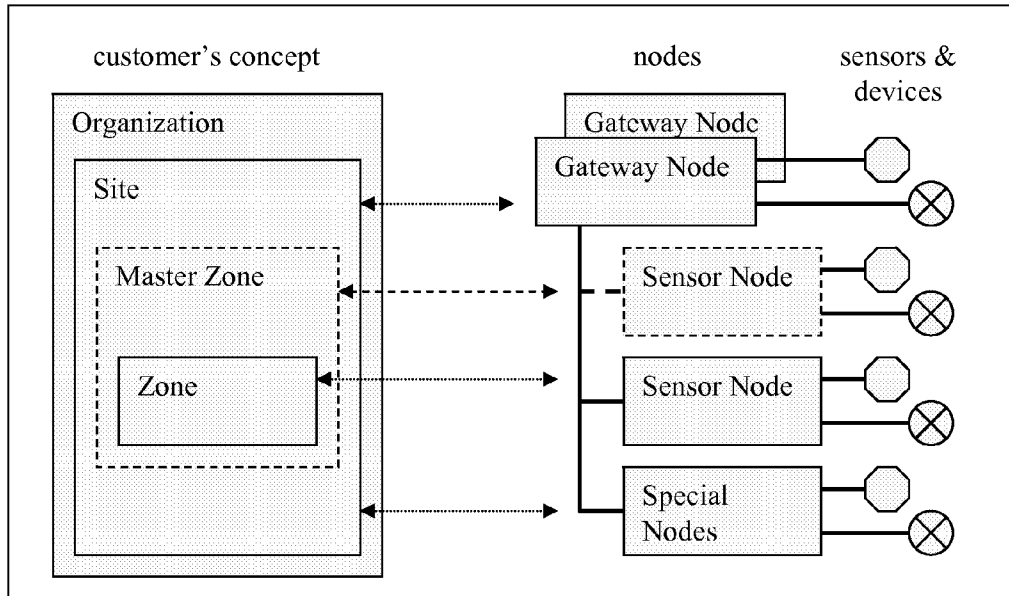 customer's concept
nodes
sensors &
devices
Organization
Site
Master Zone
Zone
Gateway Node
Gateway Node
Sensor Node
Sensor Node
Special
Nodes